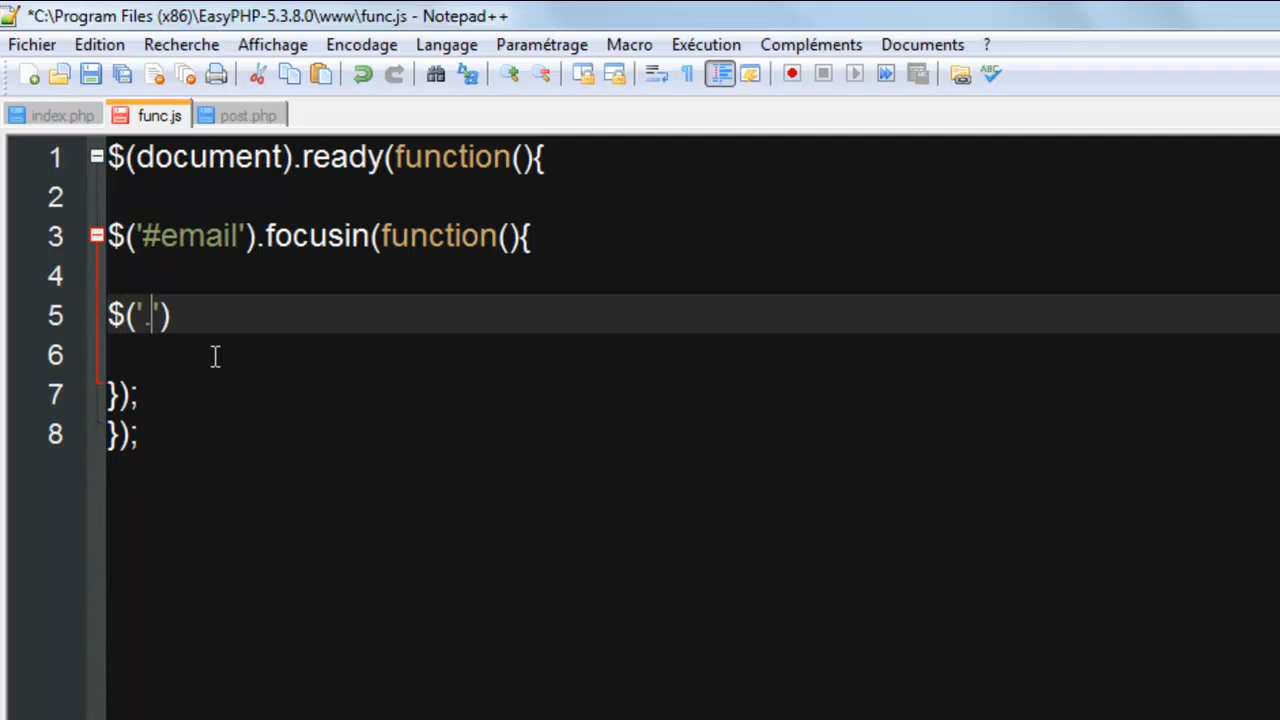 *C:\Program Files (x86)\EasyPHP-5.3.8.0\www\func.js - Notepad++
Fichier Edition Recherche Affichage Encodage Langage Paramétrage Macro Exécution Compléments Documents ?
index.php func.js post.php
1 $(document).ready(function(){
2
3 $('#email').focusin(function(){
4
5 $('.')
6
7 });
8 });